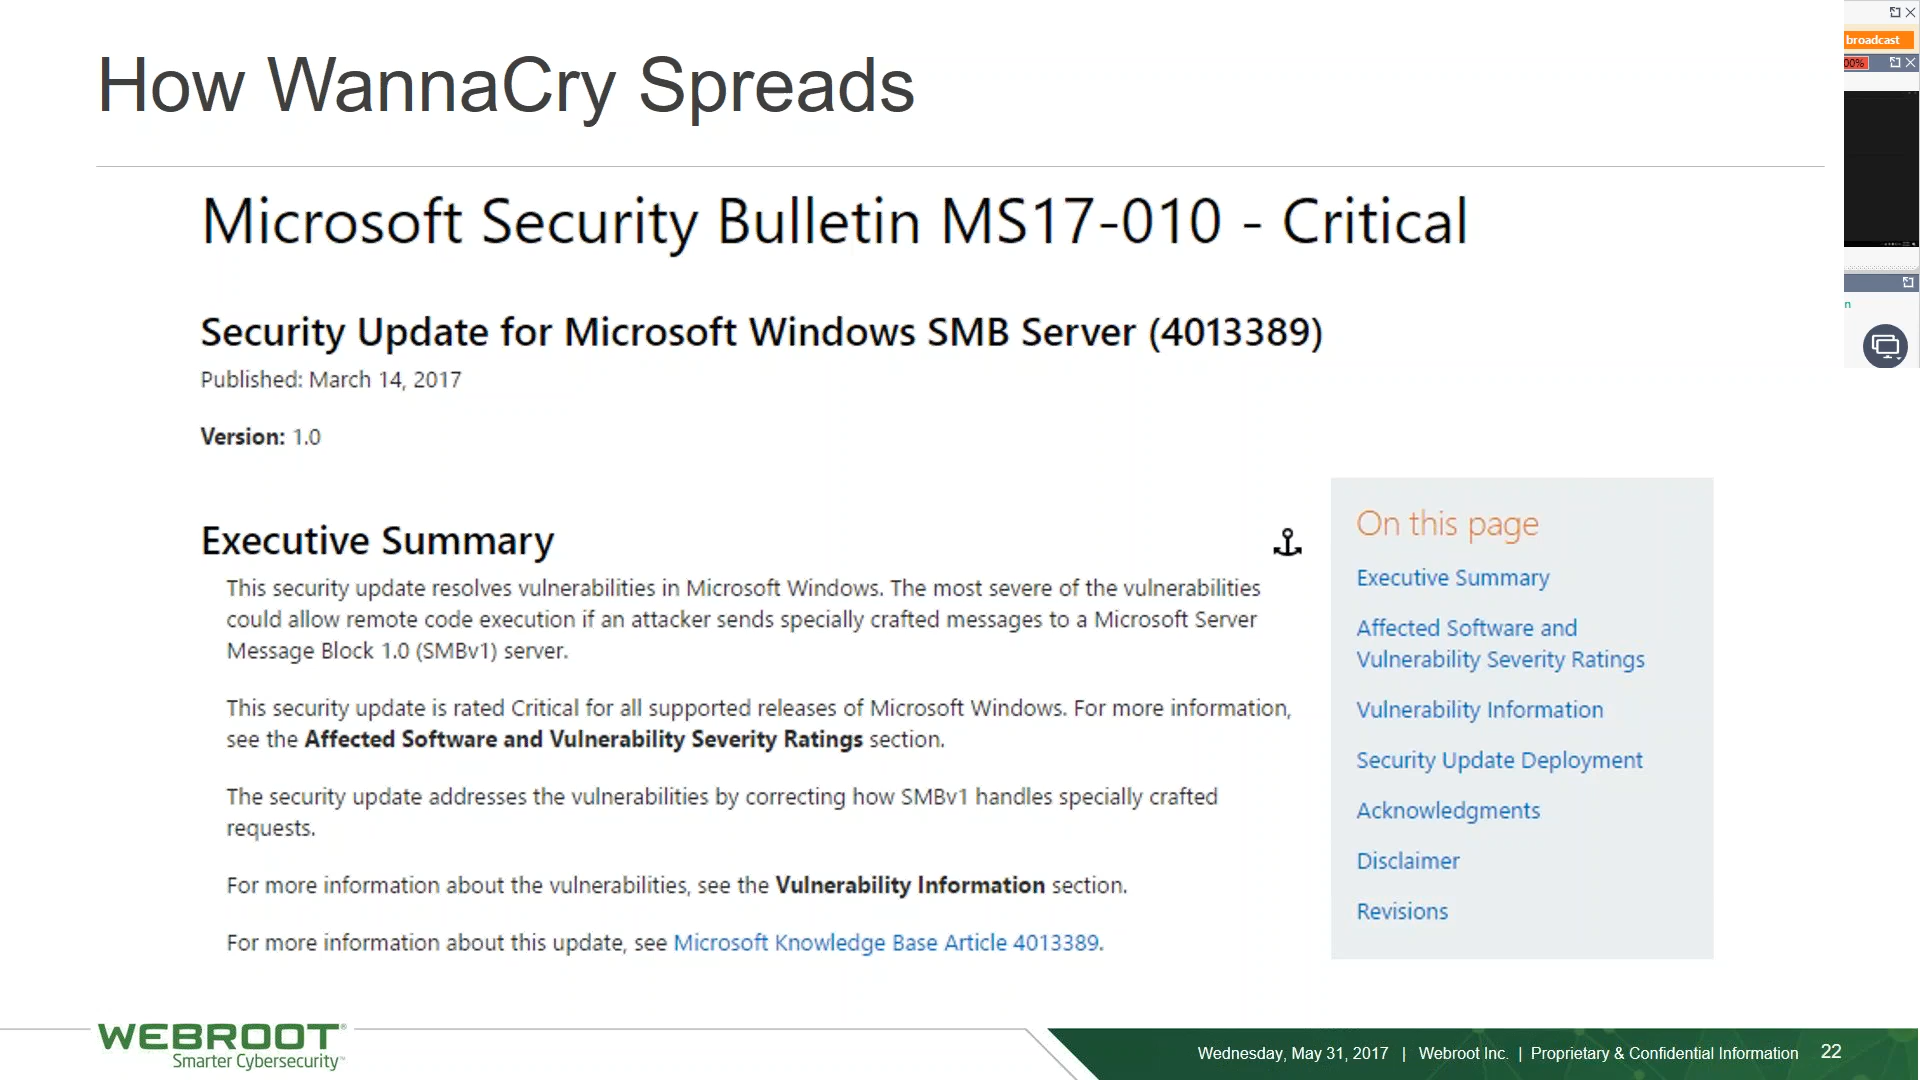 How WannaCry Spreads
broadcast
00%
Microsoft Security Bulletin MS17-010 - Critical
Security Update for Microsoft Windows SMB Server (4013389)
Published: March 14, 2017
Version: 1.0
Executive Summary
This security update resolves vulnerabilities in Microsoft Windows. The most severe of the vulnerabilities
could allow remote code execution if an attacker sends specially crafted messages to a Microsoft Server
Message Block 1.0 (SMBv1) server.
This security update is rated Critical for all supported releases of Microsoft Windows. For more information,
see the Affected Software and Vulnerability Severity Ratings section.
The security update addresses the vulnerabilities by correcting how SMBv1 handles specially crafted
requests.
For more information about the vulnerabilities, see the Vulnerability Information section.
For more information about this update, see Microsoft Knowledge Base Article 4013389.
On this page
Executive Summary
Affected Software and
Vulnerability Severity Ratings
Vulnerability Information
Security Update Deployment
Acknowledgments
Disclaimer
Revisions
WEBROOT®
Smarter Cybersecurity™
Wednesday, May 31, 2017 | Webroot Inc. | Proprietary & Confidential Information 22